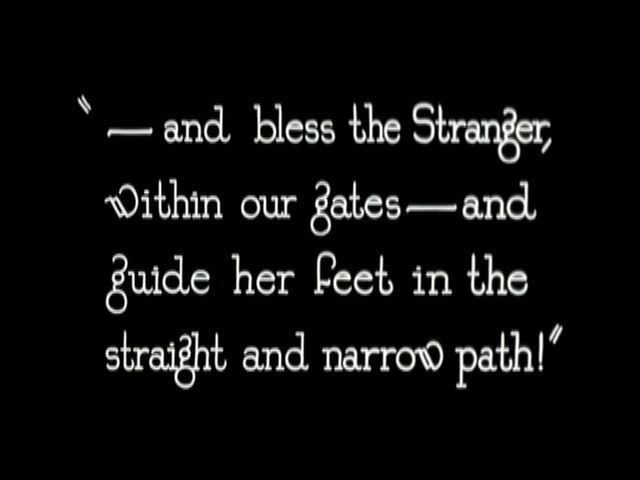 "— and bless the Stranger,
within our gates — and
guide her feet in the
straight and narrow path!"